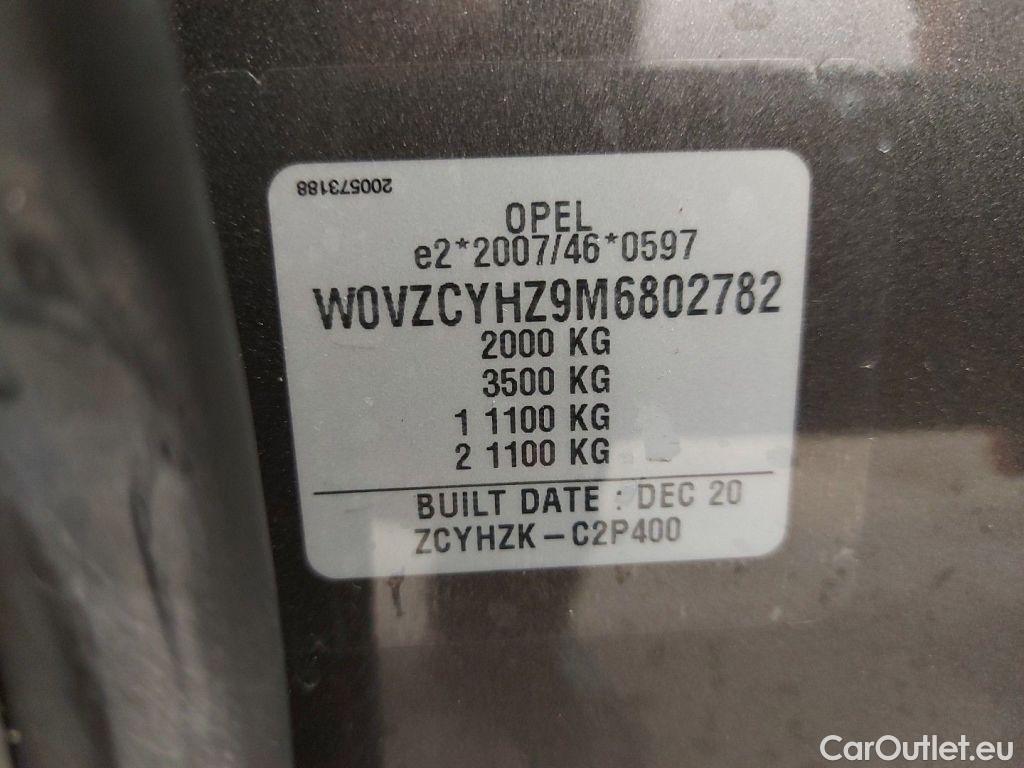 200573188
OPEL
e2*2007/46*0597
W0VZCYHZ9M6802782
2000 KG
3500 KG
1 1100 KG
2 1100 KG
BUILT DATE : DEC 20
ZCYHZK-C2P400
CarOutlet.eu